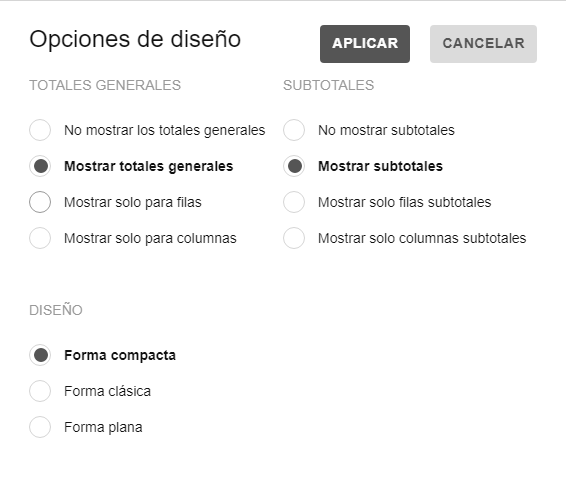 Opciones de diseño
APLICAR
CANCELAR
TOTALES GENERALES
No mostrar los totales generales
Mostrar totales generales
Mostrar solo para filas
Mostrar solo para columnas
SUBTOTALES
No mostrar subtotales
Mostrar subtotales
Mostrar solo filas subtotales
Mostrar solo columnas subtotales
DISEÑO
Forma compacta
Forma clásica
Forma plana